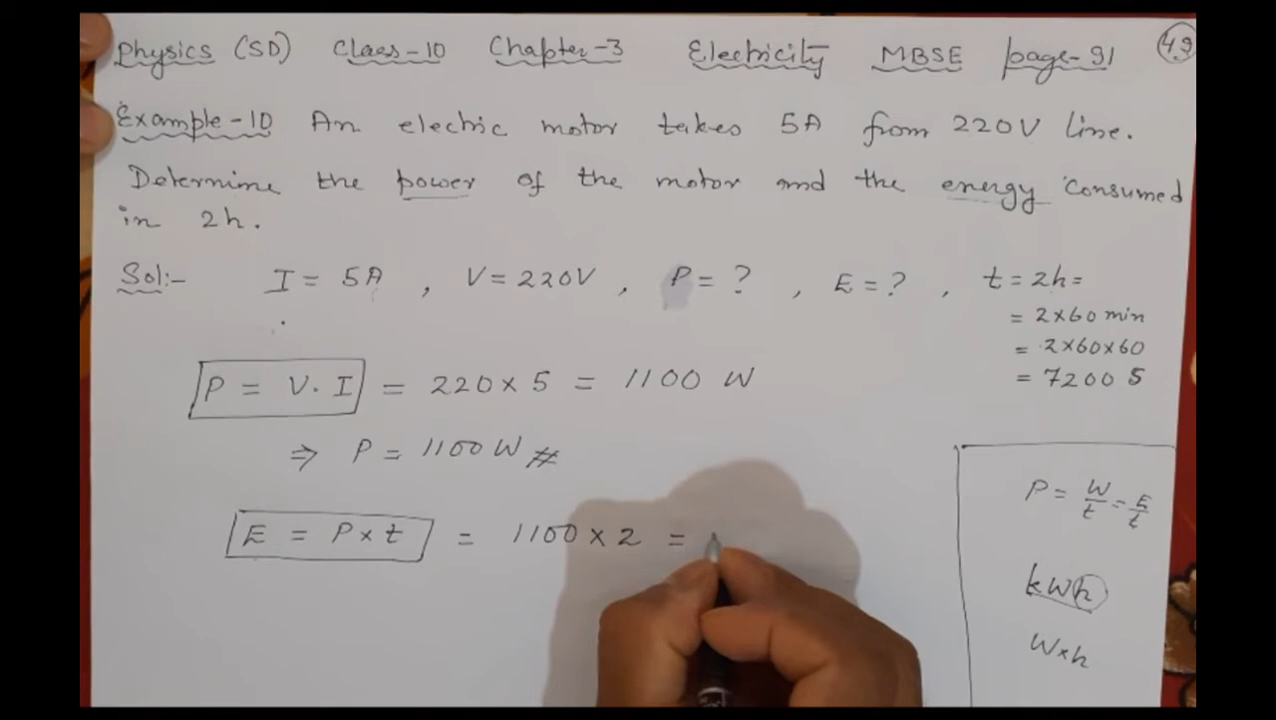 Physics (SD) Class-10 Chapter-3 Electricity MBSE page-91 49
Example-10 An electric motor takes 5A from 220V line.
Determine the power of the motor and the energy consumed
in 2h.
Sol:- I = 5A , V = 220V , P = ? , E = ? , t = 2h =
= 2×60 min
= 2×60×60
= 7200 S
P = V . I = 220 × 5 = 1100 W
⇒ P = 1100 W #
E = P × t = 1100 × 2 =
P = W/t = E/t
kWh
W×h